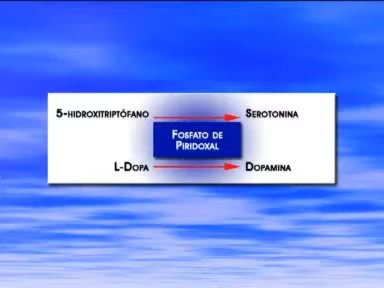 5-HIDROXITRIPTÓFANO SEROTONINA
FOSFATO DE
PIRIDOXAL
L-DOPA DOPAMINA